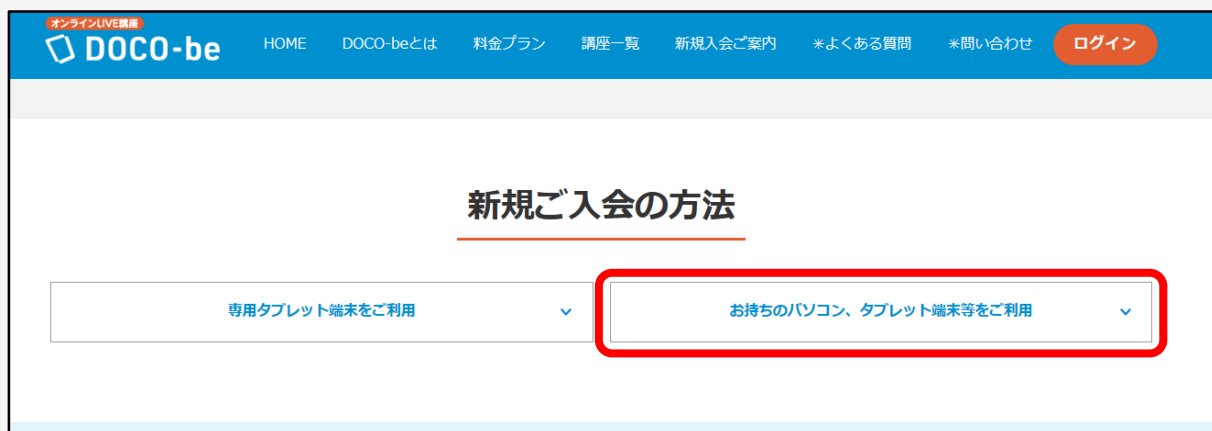 オンラインLIVE講座
DOCO-be
HOME DOCO-beとは 料金プラン 講座一覧 新規入会ご案内 ＊よくある質問 ＊問い合わせ ログイン
新規ご入会の方法
専用タブレット端末をご利用
お持ちのパソコン、タブレット端末等をご利用